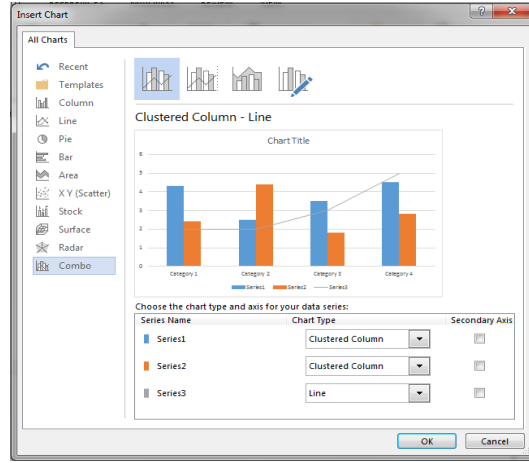 Insert Chart
All Charts
Recent
Templates
Column
Line
Pie
Bar
Area
X Y (Scatter)
Stock
Surface
Radar
Combo
Clustered Column - Line
Chart Title
6
5
4
3
2
1
0
Category 1 Category 2 Category 3 Category 4
Series1 Series2 Series3
Choose the chart type and axis for your data series:
Series Name Chart Type Secondary Axis
Series1 Clustered Column
Series2 Clustered Column
Series3 Line
OK Cancel